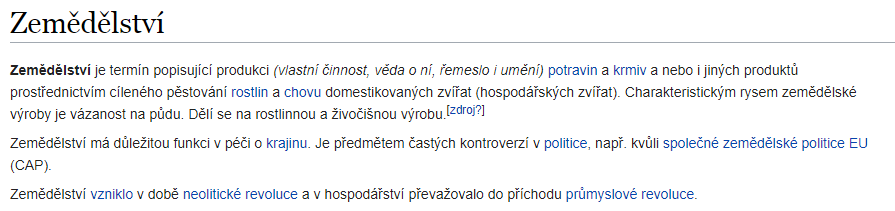 Zemědělství
Zemědělství je termín popisující produkci (vlastní činnost, věda o ní, řemeslo i umění) potravin a krmiv a nebo i jiných produktů
prostřednictvím cíleného pěstování rostlin a chovu domestikovaných zvířat (hospodářských zvířat). Charakteristickým rysem zemědělské
výroby je vázanost na půdu. Dělí se na rostlinnou a živočišnou výrobu.[zdroj?]
Zemědělství má důležitou funkci v péči o krajinu. Je předmětem častých kontroverzí v politice, např. kvůli společné zemědělské politice EU
(CAP).
Zemědělství vzniklo v době neolitické revoluce a v hospodářství převažovalo do příchodu průmyslové revoluce.